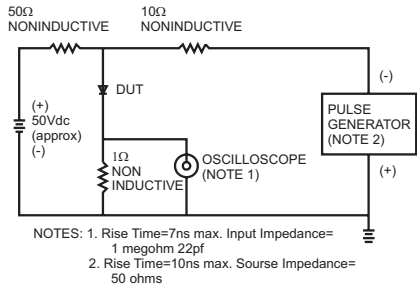 50Ω
NONINDUCTIVE
10Ω
NONINDUCTIVE
(+)
50Vdc
(approx)
(-)
DUT
1Ω
NON
INDUCTIVE
OSCILLOSCOPE
(NOTE 1)
(-)
PULSE
GENERATOR
(NOTE 2)
(+)
NOTES: 1. Rise Time=7ns max. Input Impedance=
1 megohm 22pf
2. Rise Time=10ns max. Sourse Impedance=
50 ohms